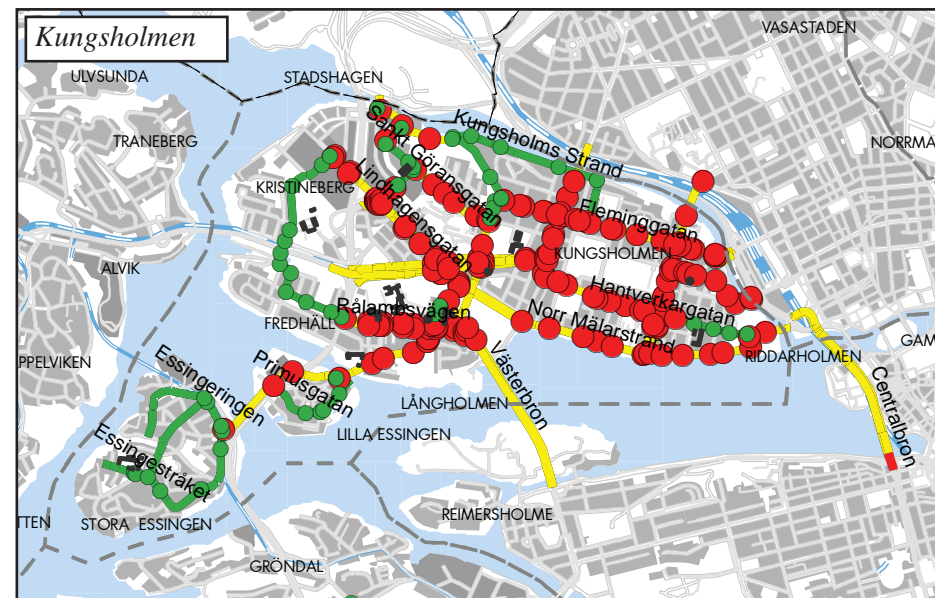 Kungsholmen
VASASTADEN
ULVSUNDA
STADSHAGEN
TRANEBERG
Sankt Göransgatan
Kungsholms Strand
NORRMA
KRISTINEBERG
Lindhagensgatan
Fleminggatan
KUNGSHOLMEN
ALVIK
Hantverkargatan
Rålambsvägen
Norr Mälarstrand
FREDHÄLL
GAM
RIDDARHOLMEN
PPELVIKEN
Essingeringen
Primusgatan
Västerbron
Centralbron
LÅNGHOLMEN
LILLA ESSINGEN
Essingestråket
REIMERSHOLME
TTEN
STORA ESSINGEN
GRÖNDAL